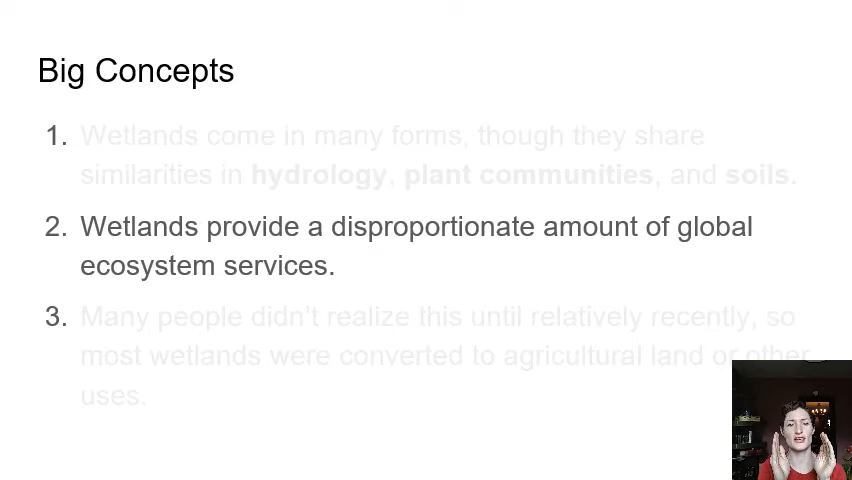 Big Concepts
1. Wetlands come in many forms, though they share
similarities in hydrology, plant communities, and soils.
2. Wetlands provide a disproportionate amount of global
ecosystem services.
3. Many people didn't realize this until relatively recently, so
most wetlands were converted to agricultural land or other
uses.